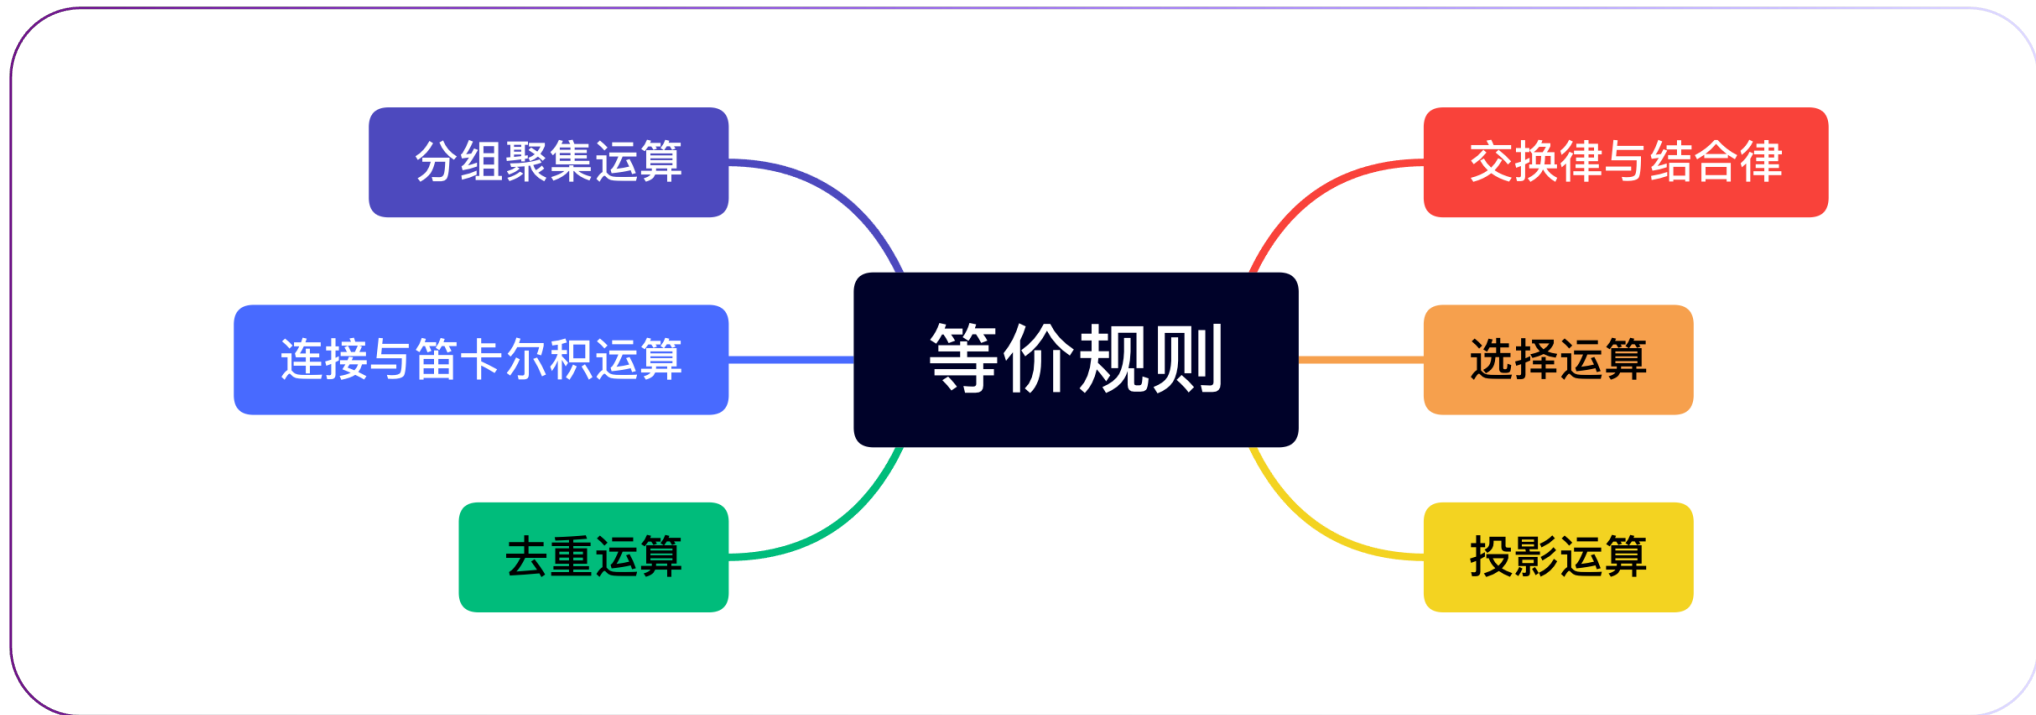 分组聚集运算
交换律与结合律
连接与笛卡尔积运算
等价规则
选择运算
去重运算
投影运算